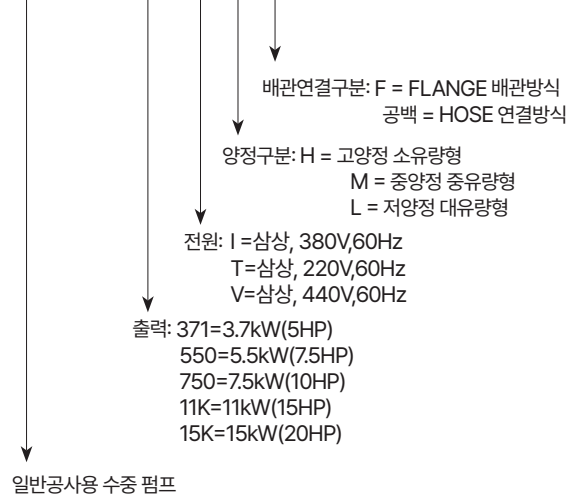 배관연결구분: F = FLANGE 배관방식
공백 = HOSE 연결방식
양정구분: H = 고양정 소유량형
M = 중양정 중유량형
L = 저양정 대유량형
전원: I =삼상, 380V,60Hz
T=삼상, 220V,60Hz
V=삼상, 440V,60Hz
출력: 371=3.7kW(5HP)
550=5.5kW(7.5HP)
750=7.5kW(10HP)
11K=11kW(15HP)
15K=15kW(20HP)
일반공사용 수중 펌프